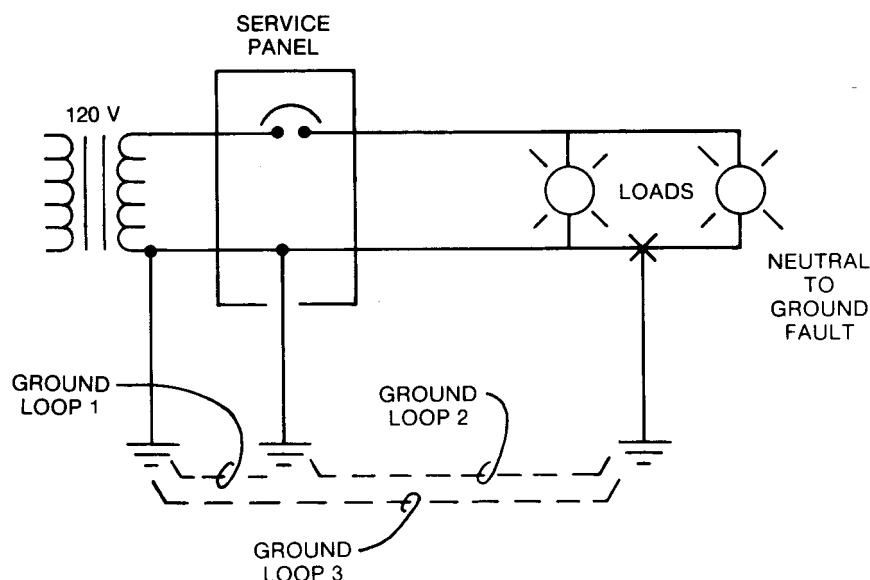 SERVICE
PANEL
120 V
LOADS
NEUTRAL
TO
GROUND
FAULT
GROUND
LOOP 1
GROUND
LOOP 2
GROUND
LOOP 3